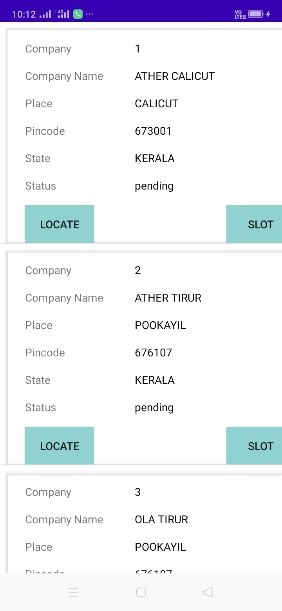 10:12
Company 1
Company Name ATHER CALICUT
Place CALICUT
Pincode 673001
State KERALA
Status pending
LOCATE SLOT
Company 2
Company Name ATHER TIRUR
Place POOKAYIL
Pincode 676107
State KERALA
Status pending
LOCATE SLOT
Company 3
Company Name OLA TIRUR
Place POOKAYIL
Pincode 676107